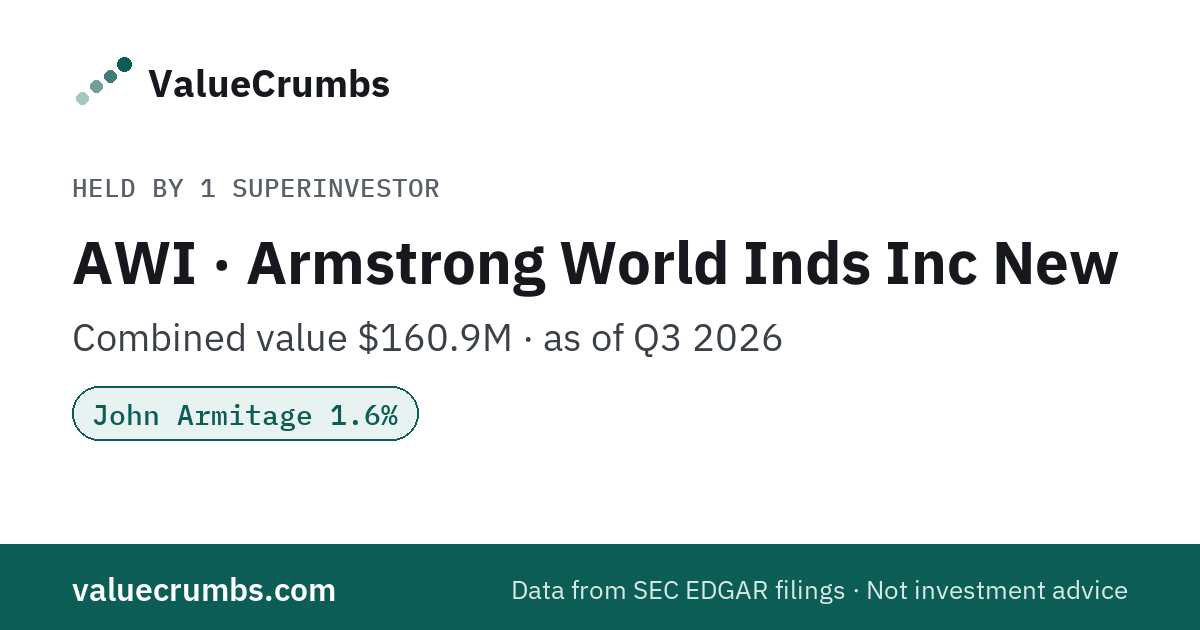 ValueCrumbs
HELD BY 1 SUPERINVESTOR
AWI · Armstrong World Inds Inc New
Combined value $160.9M · as of Q3 2026
John Armitage 1.6%
valuecrumbs.com
Data from SEC EDGAR filings · Not investment advice